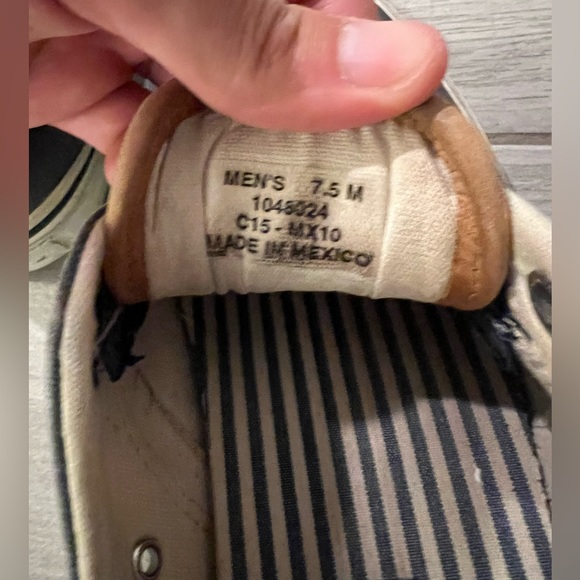 MEN'S 7.5 M
1048024
C15 - MX10
MADE IN MEXICO